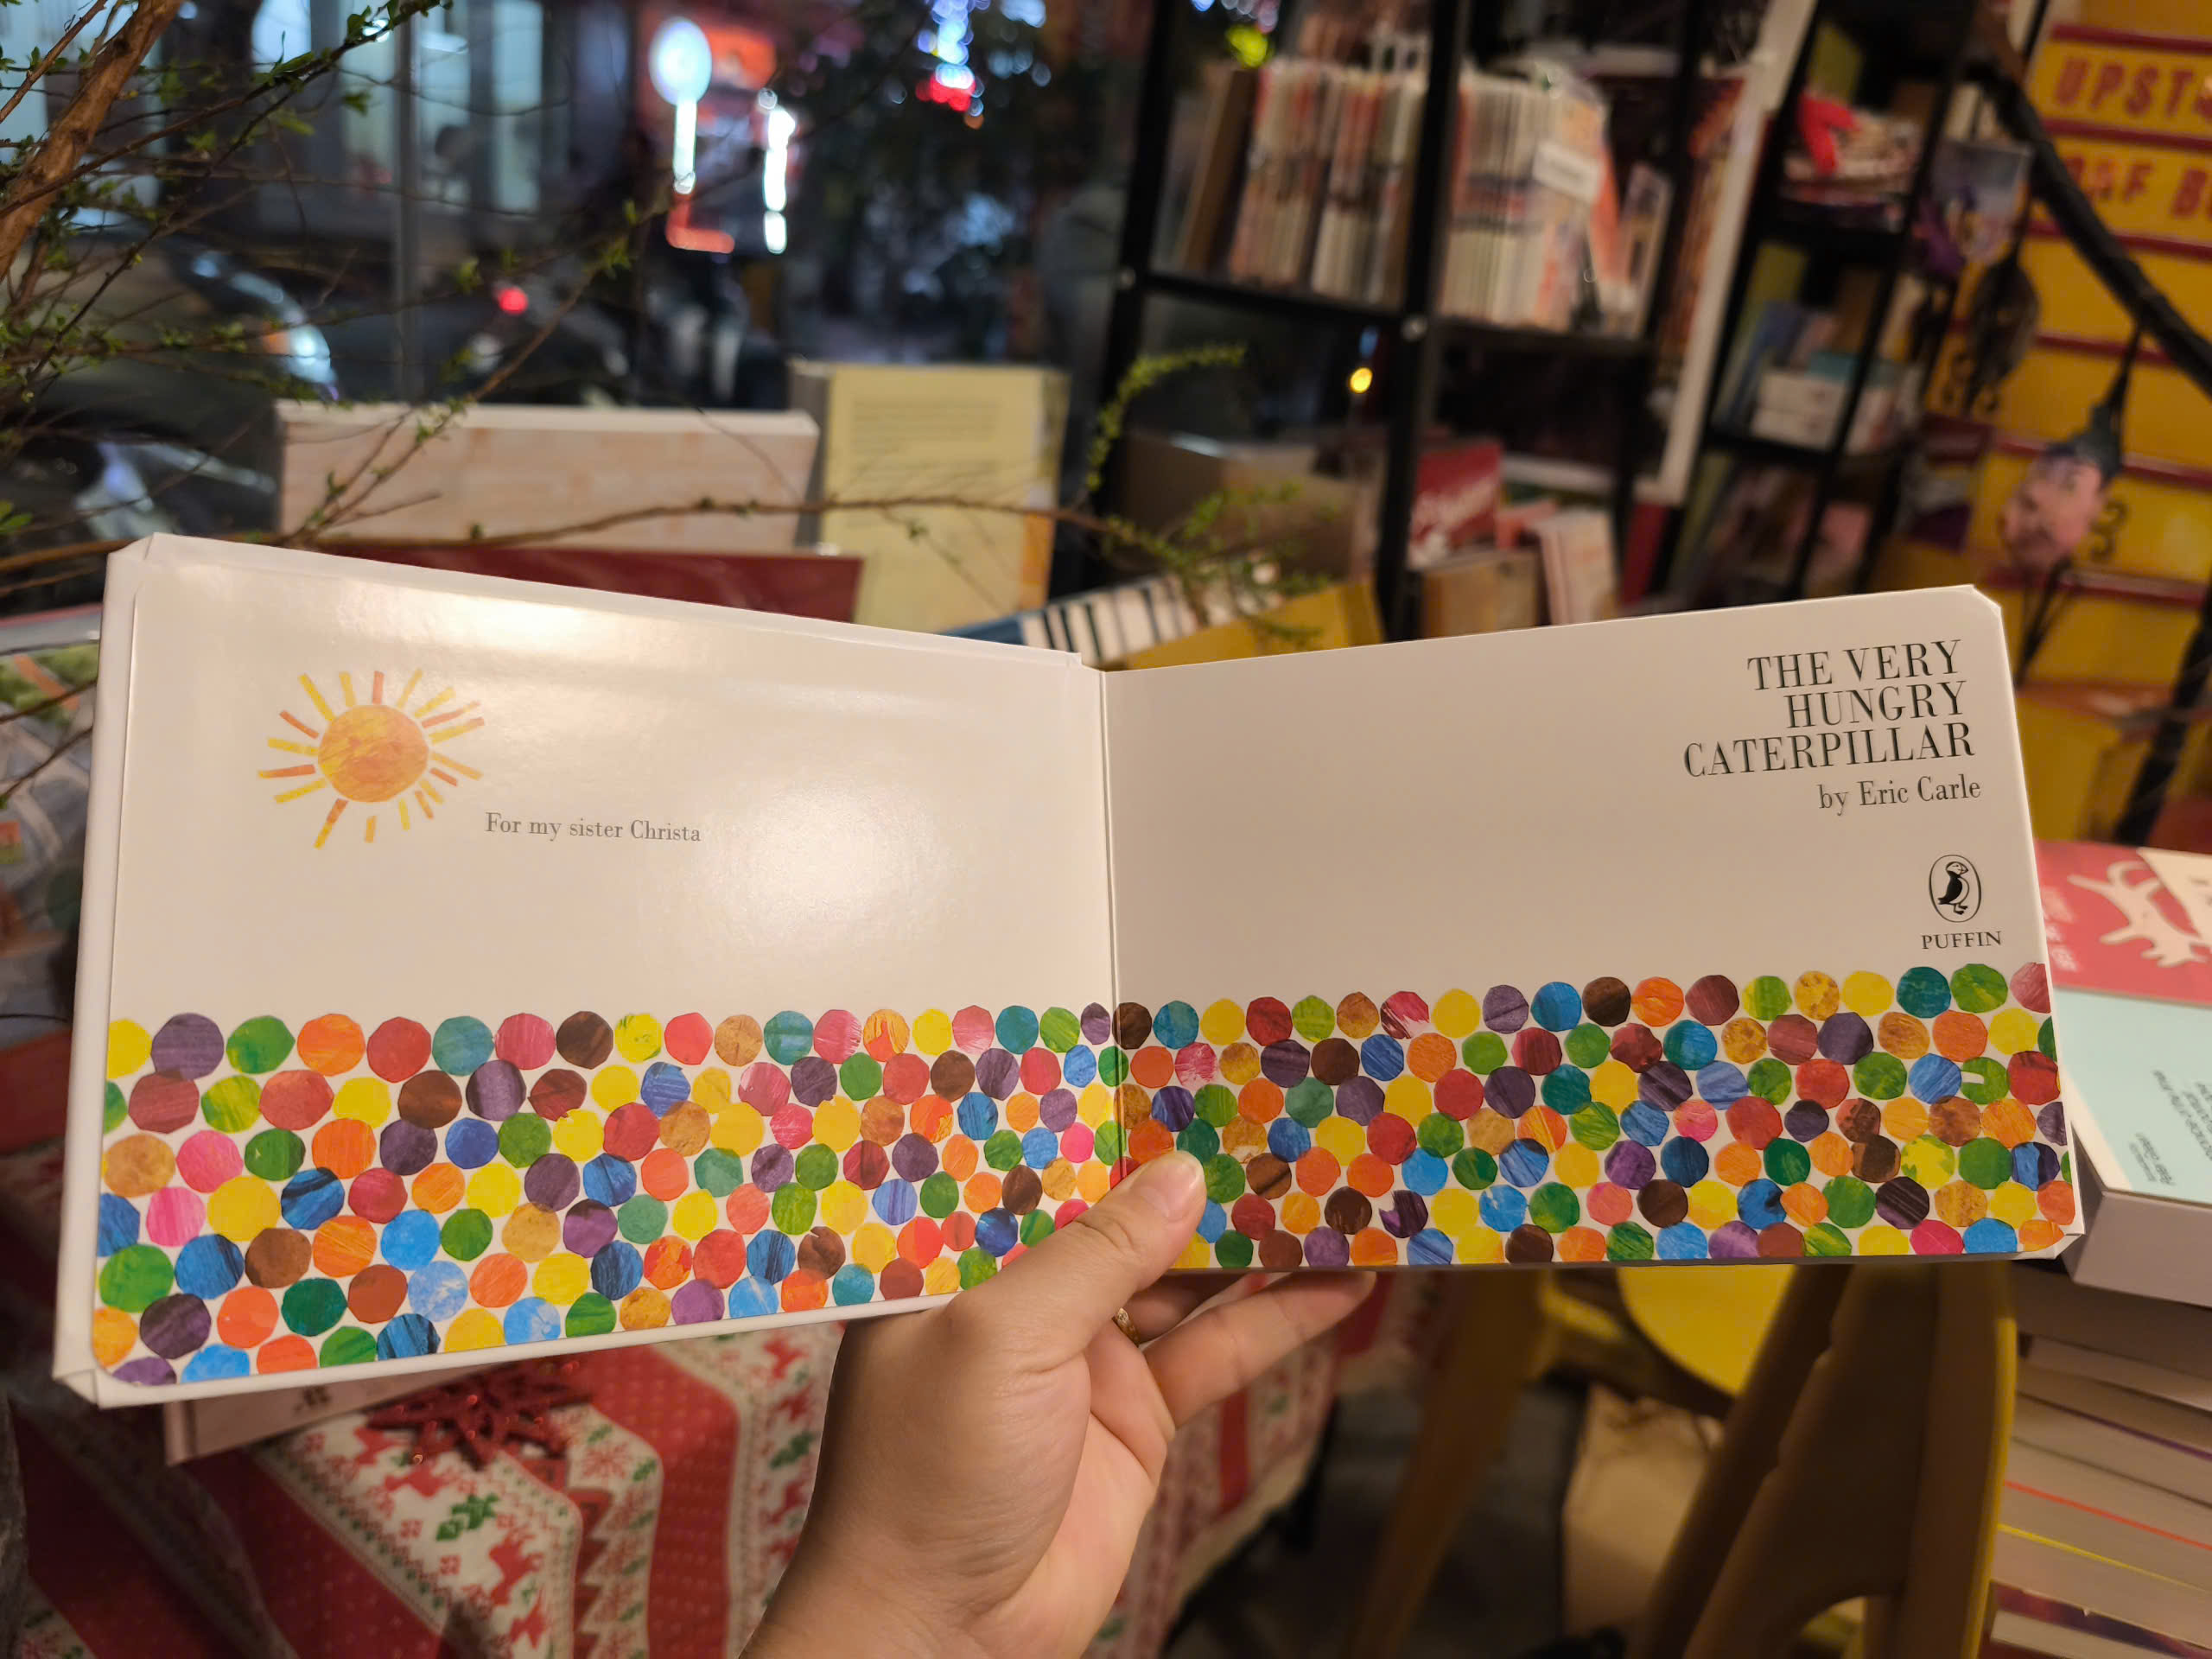 For my sister Christa
THE VERY
HUNGRY
CATERPILLAR
by Eric Carle
PUFFIN